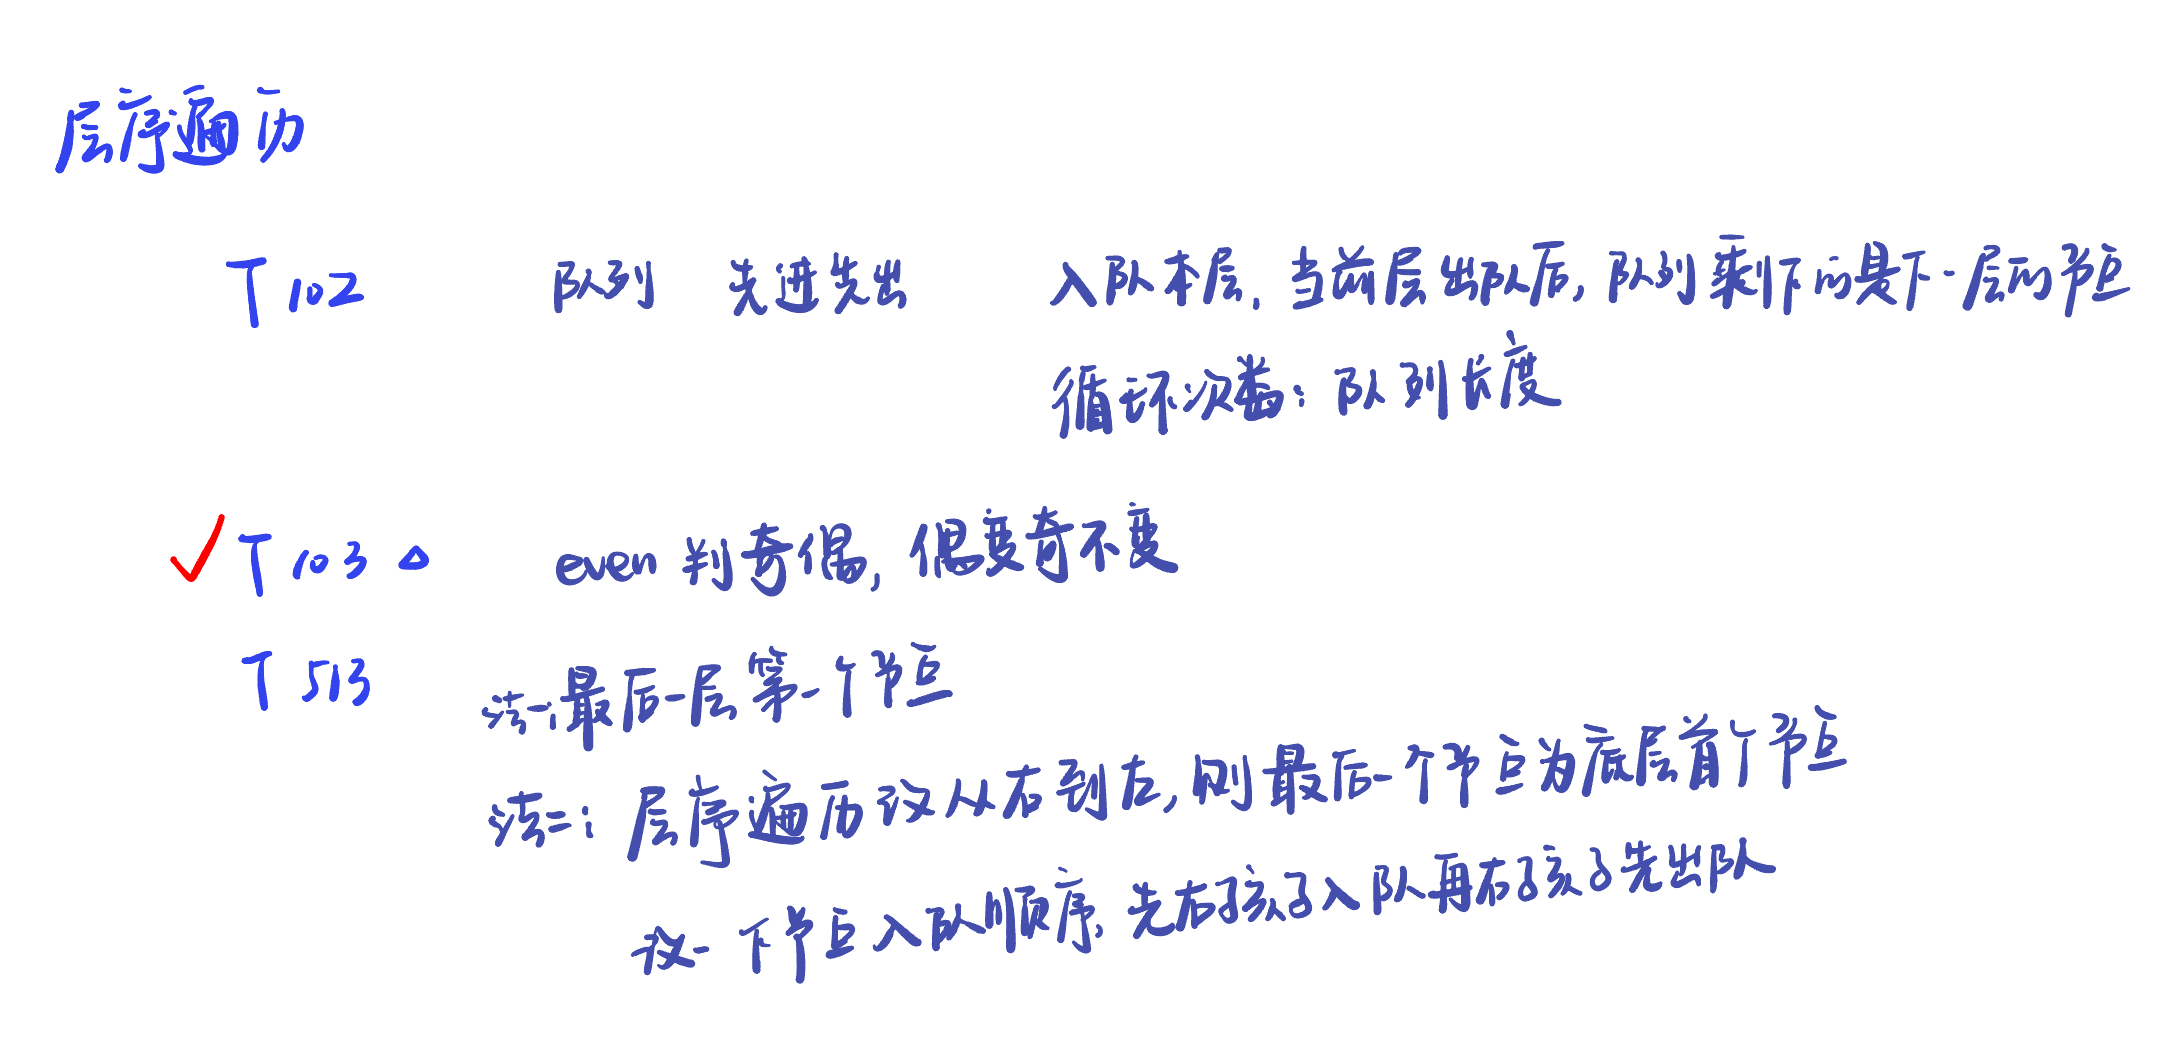 层序遍历
T102 队列 先进先出 入队本层, 当前层出队后, 队列剩下的是下一层的节点
循环次数: 队列长度
✓ T103 △ even 判奇偶, 偶变奇不变
T513 法一: 最后一层第一个节点
法二: 层序遍历改从右到左, 则最后一个节点为底层首个节点
改一下节点入队顺序, 先右孩子入队再右孩子先出队